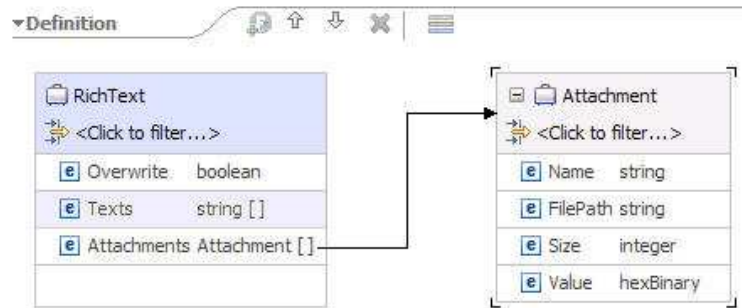 Definition
RichText
<Click to filter...>
e Overwrite boolean
e Texts string []
e Attachments Attachment []
Attachment
<Click to filter...>
e Name string
e FilePath string
e Size integer
e Value hexBinary